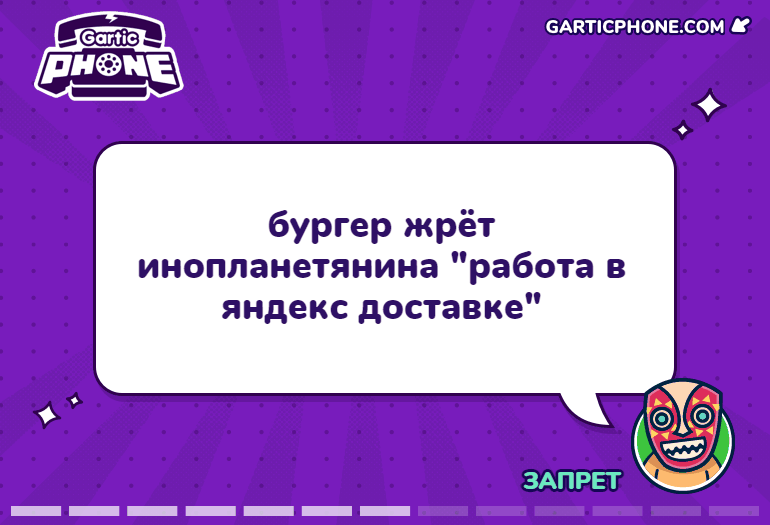 Gartic
PHONE
GARTICPHONE.COM
бургер жрёт
инопланетянина "работа в
яндекс доставке"
ЗАПРЕТ